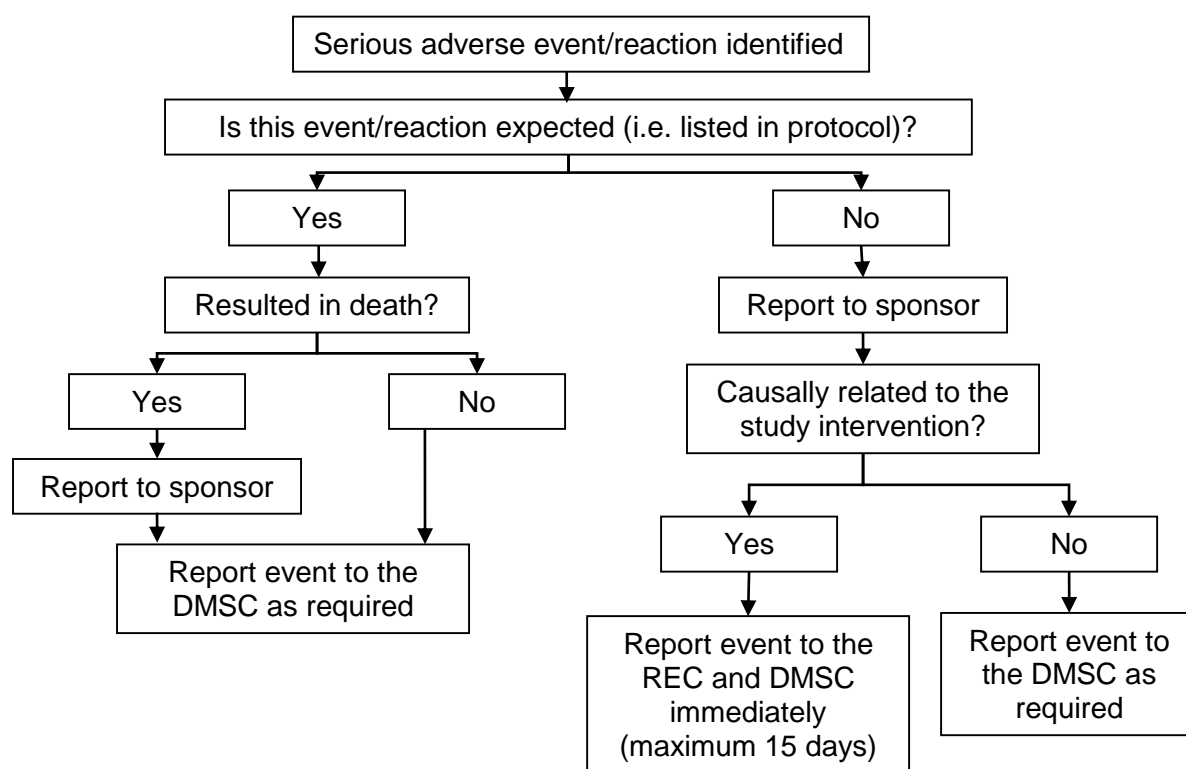 Serious adverse event/reaction identified
Is this event/reaction expected (i.e. listed in protocol)?
Yes
No
Resulted in death?
Report to sponsor
Yes
No
Causally related to the
study intervention?
Report to sponsor
Yes
No
Report event to the
DMSC as required
Report event to the
REC and DMSC
immediately
(maximum 15 days)
Report event to
the DMSC as
required